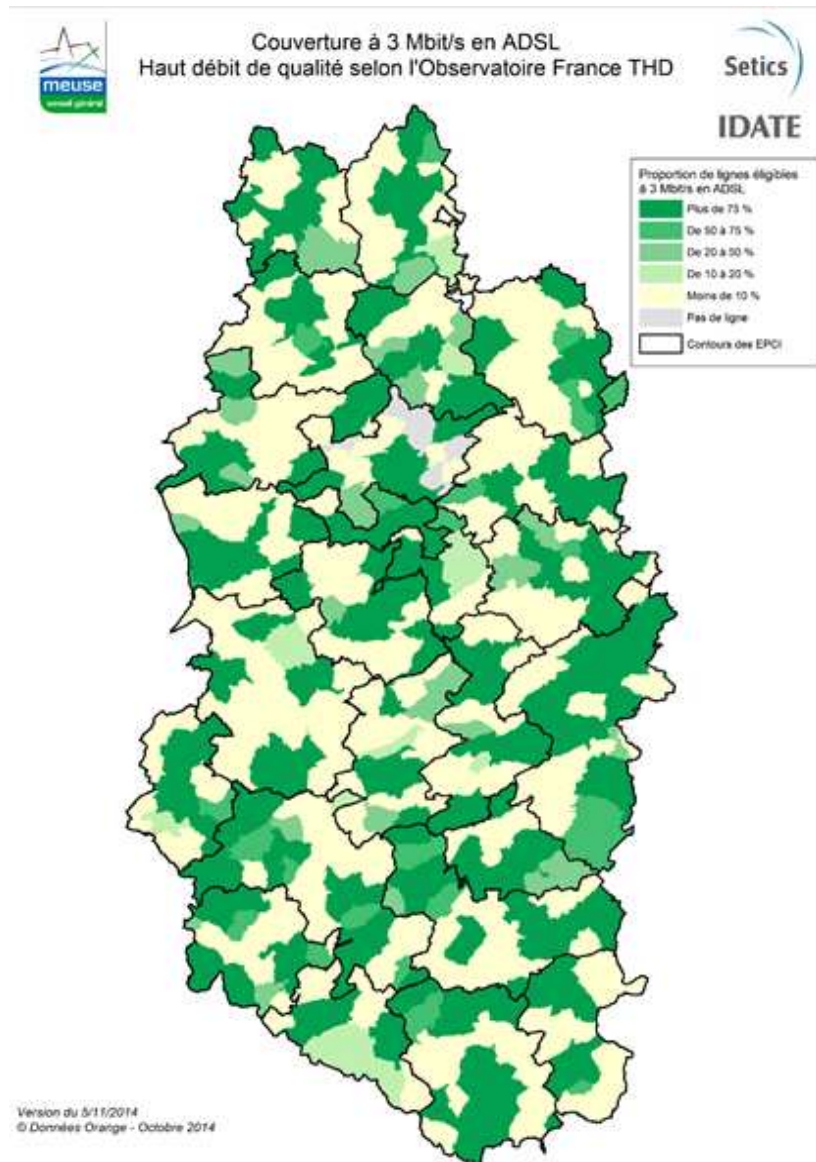 Couverture à 3 Mbit/s en ADSL
Haut débit de qualité selon l'Observatoire France THD
meuse
conseil général
Setics
IDATE
Proportion de lignes éligibles
à 3 Mbit/s en ADSL
Plus de 75 %
De 50 à 75 %
De 20 à 50 %
De 10 à 20 %
Moins de 10 %
Pas de ligne
Contours des EPCI
Version du 5/11/2014
© Données Orange - Octobre 2014